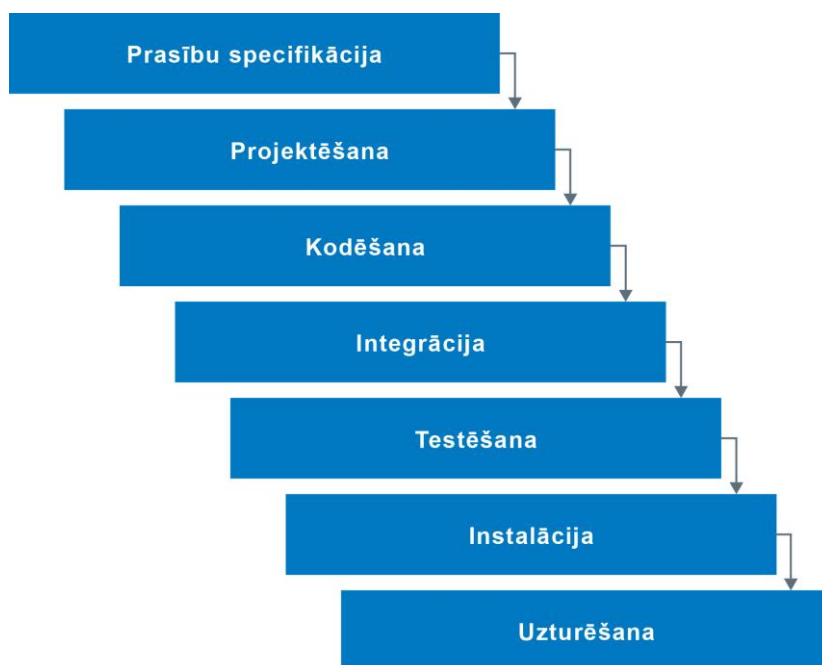 Prasību specifikācija
Projektēšana
Kodēšana
Integrācija
Testēšana
Instalācija
Uzturēšana